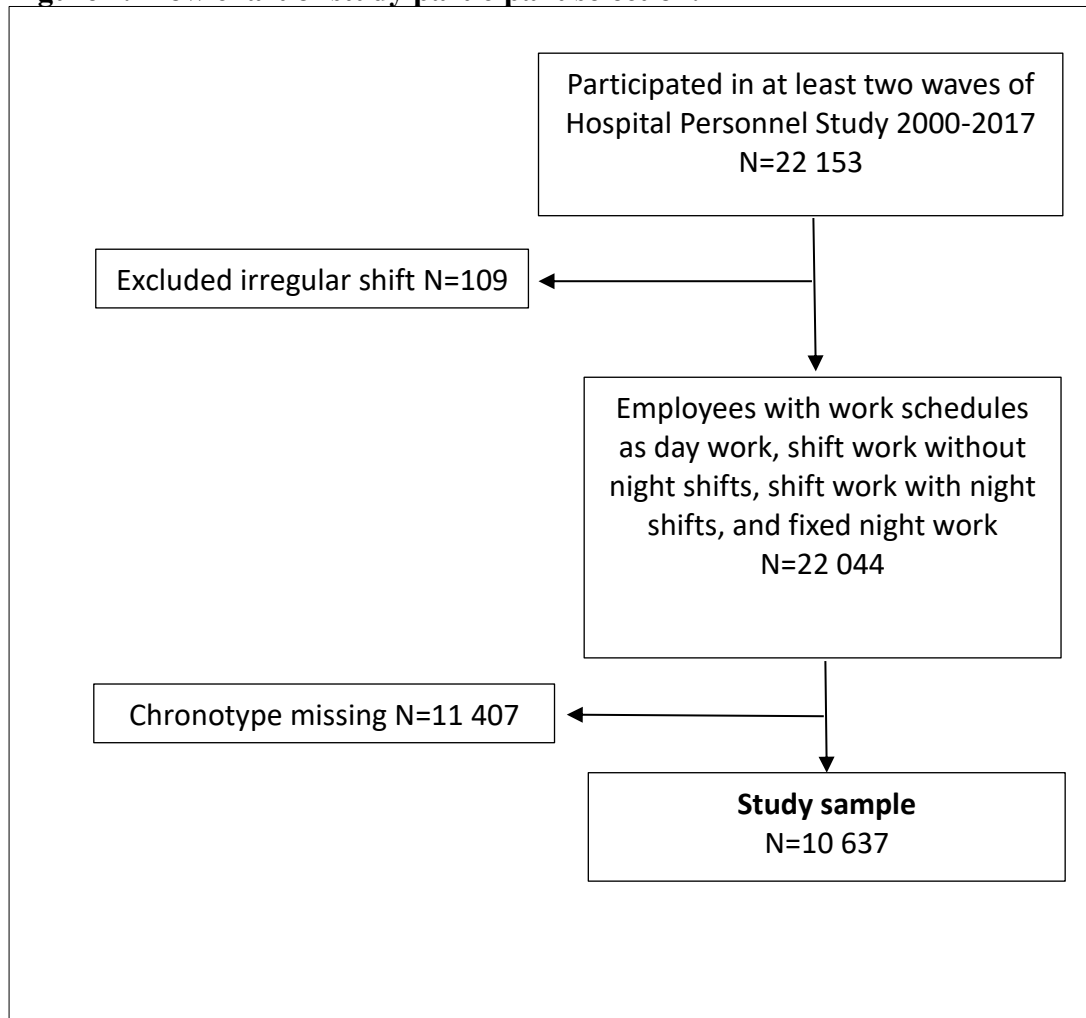 Participated in at least two waves of
Hospital Personnel Study 2000-2017
N=22 153
Excluded irregular shift N=109
Employees with work schedules
as day work, shift work without
night shifts, shift work with night
shifts, and fixed night work
N=22 044
Chronotype missing N=11 407
Study sample
N=10 637